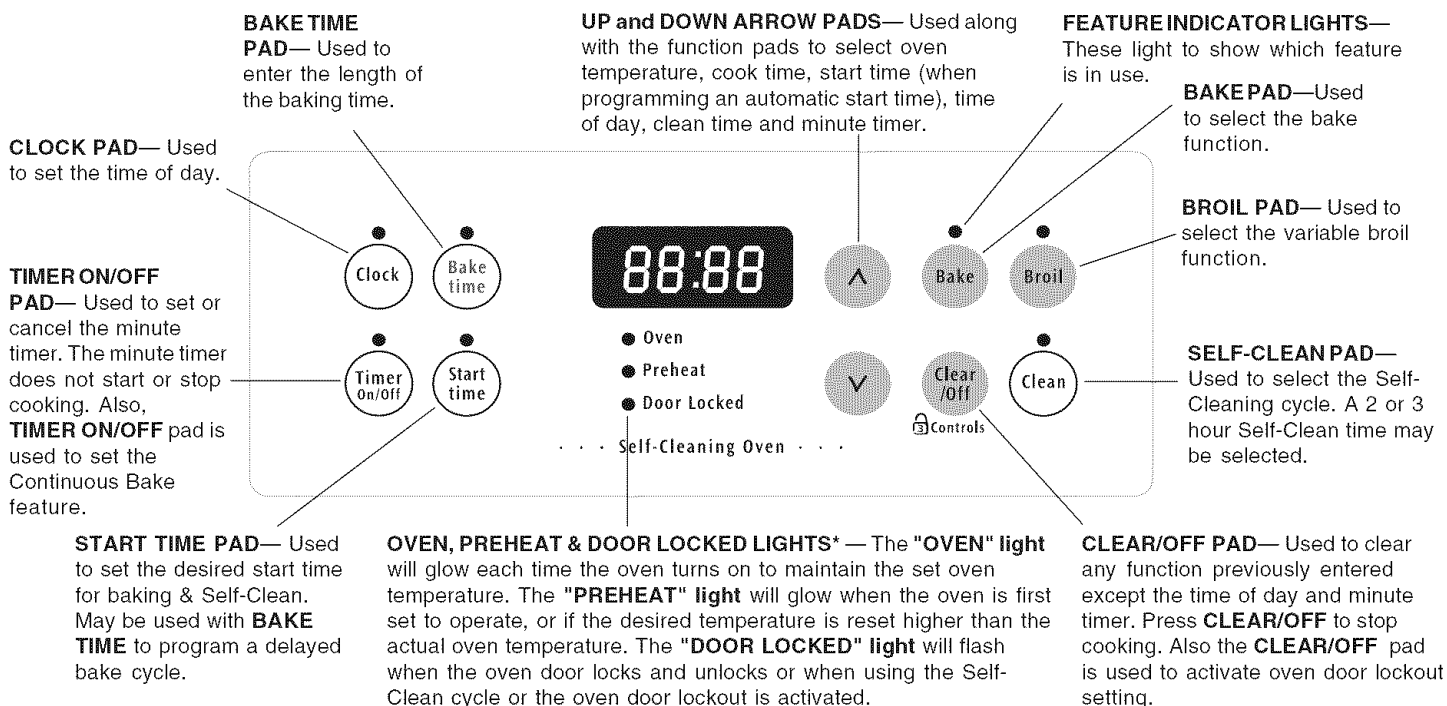 BAKE TIME
PAD— Used to
enter the length of
the baking time.
UP and DOWN ARROW PADS— Used along
with the function pads to select oven
temperature, cook time, start time (when
programming an automatic start time), time
of day, clean time and minute timer.
FEATURE INDICATOR LIGHTS—
These light to show which feature
is in use.
BAKE PAD—Used
to select the bake
function.
CLOCK PAD— Used
to set the time of day.
BROIL PAD— Used to
select the variable broil
function.
TIMER ON/OFF
PAD— Used to set or
cancel the minute
timer. The minute timer
does not start or stop
cooking. Also,
TIMER ON/OFF pad is
used to set the
Continuous Bake
feature.
Clock
Bake
time
88:88
Bake
Broil
Timer
On/Off
Start
time
Oven
Preheat
Door Locked
Clear
/Off
Clean
3 Controls
· · · Self-Cleaning Oven · · ·
SELF-CLEAN PAD—
Used to select the Self-
Cleaning cycle. A 2 or 3
hour Self-Clean time may
be selected.
START TIME PAD— Used
to set the desired start time
for baking & Self-Clean.
May be used with BAKE
TIME to program a delayed
bake cycle.
OVEN, PREHEAT & DOOR LOCKED LIGHTS* — The "OVEN" light
will glow each time the oven turns on to maintain the set oven
temperature. The "PREHEAT" light will glow when the oven is first
set to operate, or if the desired temperature is reset higher than the
actual oven temperature. The "DOOR LOCKED" light will flash
when the oven door locks and unlocks or when using the Self-
Clean cycle or the oven door lockout is activated.
CLEAR/OFF PAD— Used to clear
any function previously entered
except the time of day and minute
timer. Press CLEAR/OFF to stop
cooking. Also the CLEAR/OFF pad
is used to activate oven door lockout
setting.